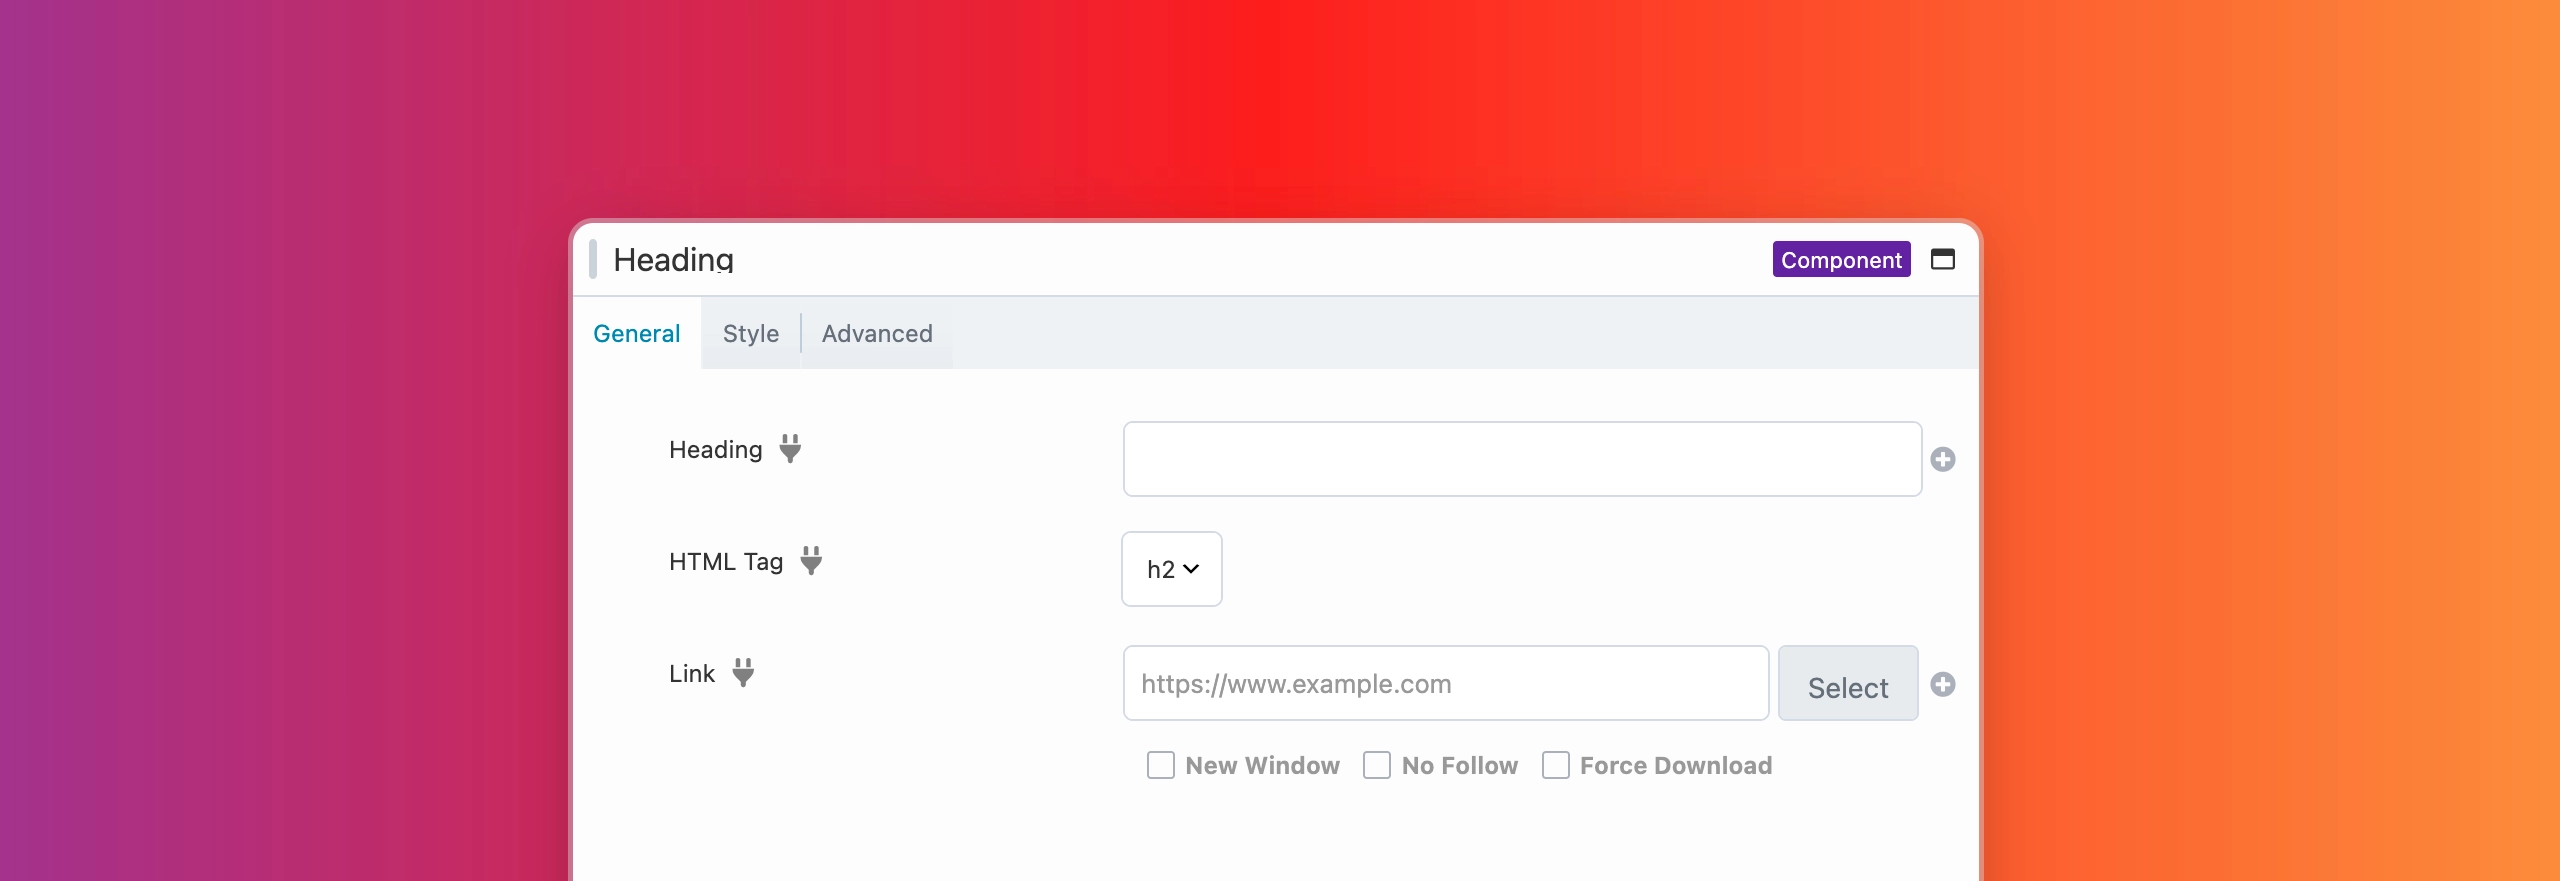 Heading Component
General Style Advanced
Heading
HTML Tag h2
Link https://www.example.com Select
New Window No Follow Force Download